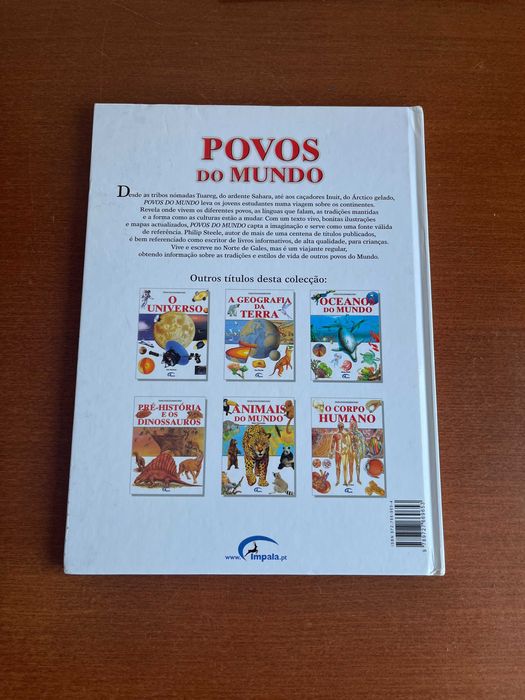 POVOS
DO MUNDO
Desde as tribos nómadas Tuareg, do ardente Sahara, até aos caçadores Inuit, do Árctico gelado,
POVOS DO MUNDO leva os jovens estudantes numa viagem sobre os continentes.
Revela onde vivem os diferentes povos, as línguas que falam, as tradições mantidas
e a forma como as culturas estão a mudar. Com um texto vivo, bonitas ilustrações
e mapas actualizados, POVOS DO MUNDO capta a imaginação e serve como uma fonte válida
de referência. Philip Steele, autor de mais de uma centena de títulos publicados,
é bem referenciado como escritor de livros informativos, de alta qualidade, para crianças.
Vive e escreve no Norte de Gales, mas é um viajante regular,
obtendo informação sobre as tradições e estilos de vida de outros povos do Mundo.
Outros títulos desta colecção:
O
UNIVERSO
A GEOGRAFIA
DA
TERRA
OCEANOS
DO MUNDO
PRÉ-HISTÓRIA
E OS
DINOSSAUROS
ANIMAIS
DO MUNDO
O CORPO
HUMANO
www.Impala.pt